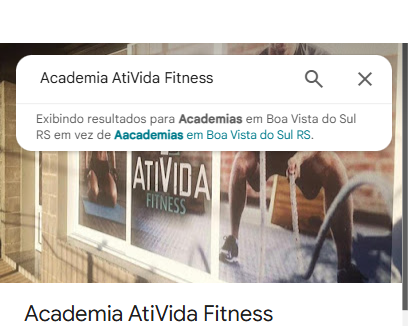 Academia AtiVida Fitness
Exibindo resultados para Academias em Boa Vista do Sul
RS em vez de Aacademias em Boa Vista do Sul RS.
ATIVIDA
FITNESS
Academia AtiVida Fitness